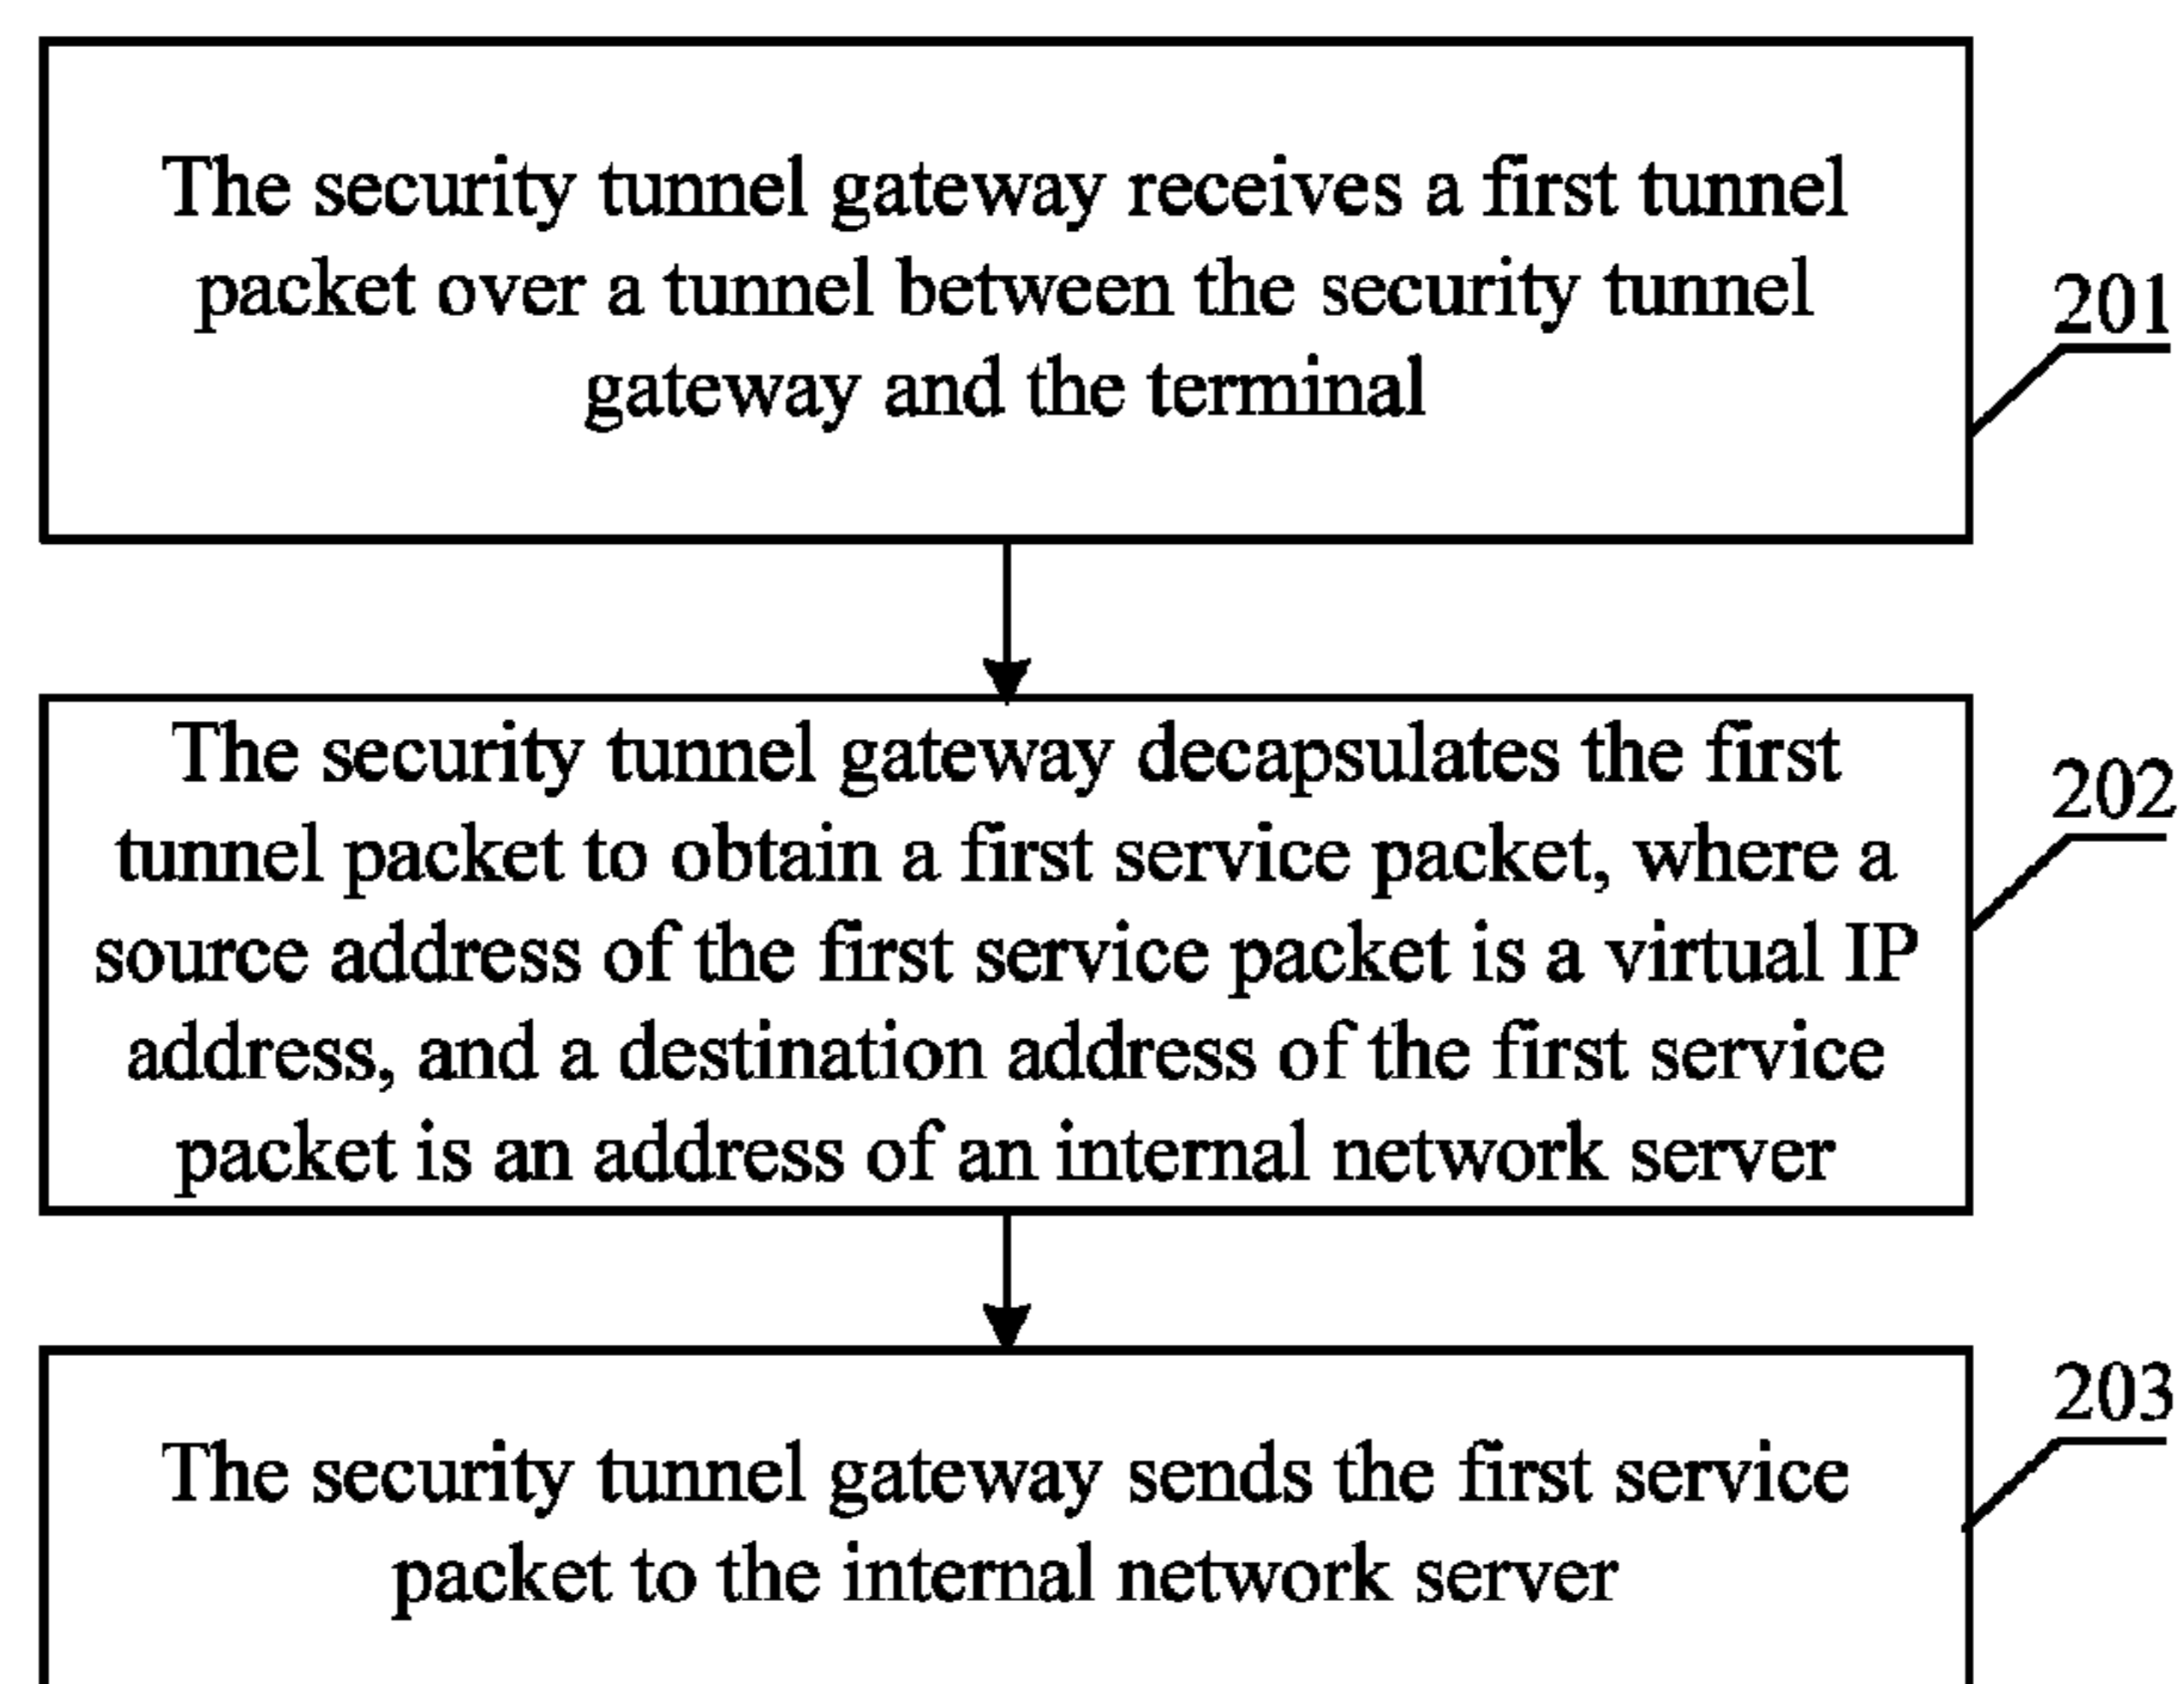 The security tunnel gateway receives a first tunnel
packet over a tunnel between the security tunnel
gateway and the terminal
201
The security tunnel gateway decapsulates the first
tunnel packet to obtain a first service packet, where a
source address of the first service packet is a virtual IP
address, and a destination address of the first service
packet is an address of an internal network server
202
The security tunnel gateway sends the first service
packet to the internal network server
203